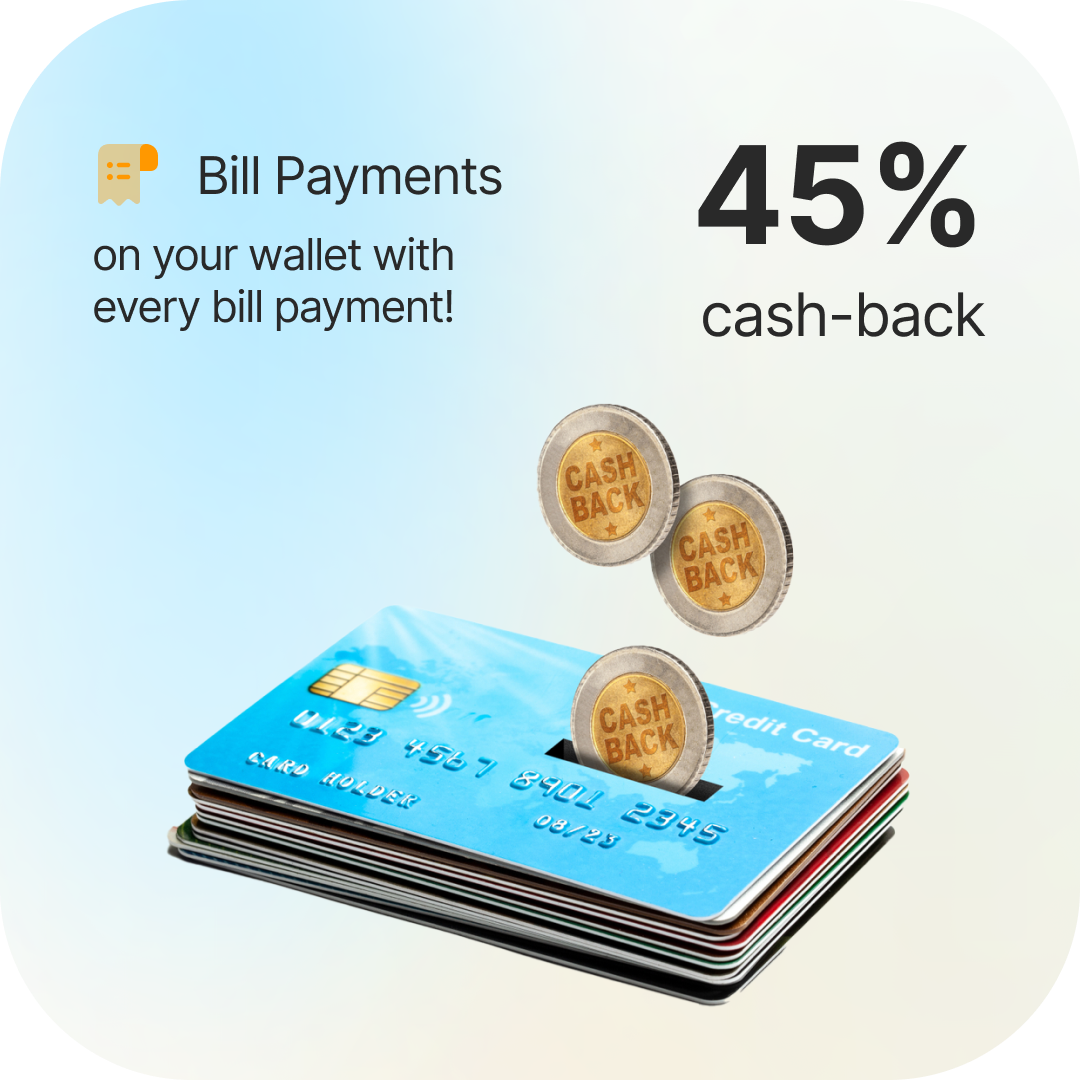 Bill Payments
on your wallet with
every bill payment!
45%
cash-back
CASH
BACK
CASH
BACK
CASH
BACK
Credit Card
0123 4567 8901 2345
CARD HOLDER
08/23